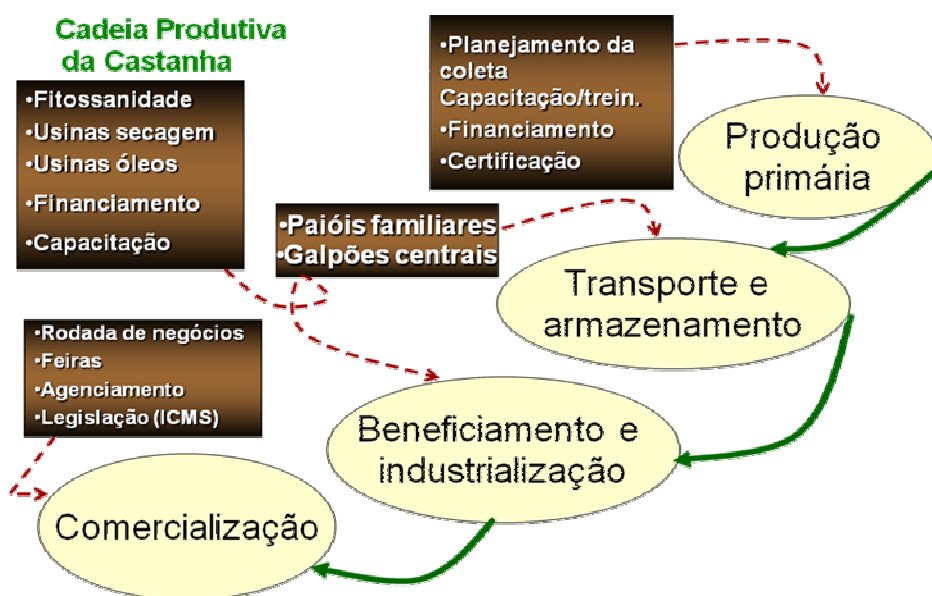 Cadeia Produtiva
da Castanha
•Fitossanidade
•Usinas secagem
•Usinas óleos
•Financiamento
•Capacitação
•Planejamento da
coleta
Capacitação/trein.
•Financiamento
•Certificação
Produção
primária
•Paióis familiares
•Galpões centrais
Transporte e
armazenamento
•Rodada de negócios
•Feiras
•Agenciamento
•Legislação (ICMS)
Beneficiamento e
industrialização
Comercialização